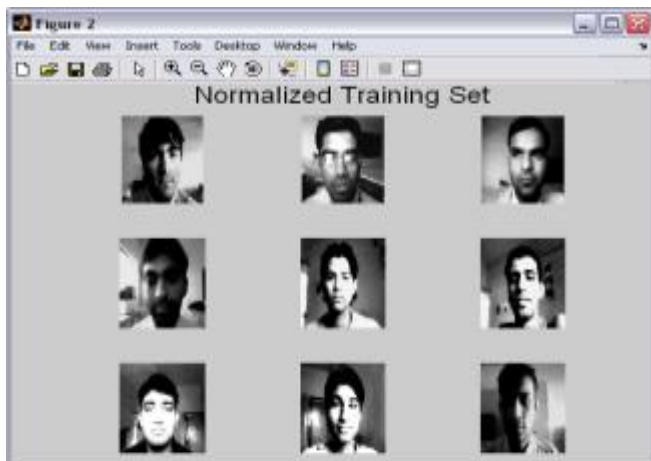 Figure 2
File Edit View Insert Tools Desktop Window Help
Normalized Training Set